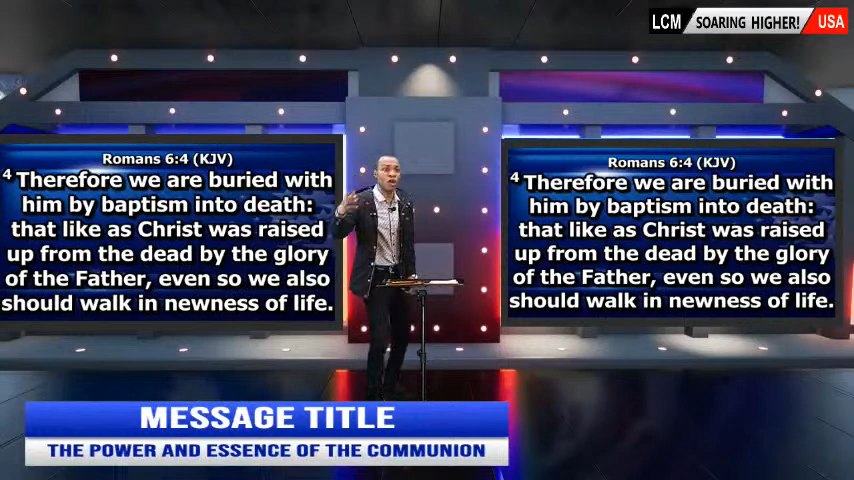 LCM SOARING HIGHER! USA
Romans 6:4 (KJV)
4 Therefore we are buried with
him by baptism into death:
that like as Christ was raised
up from the dead by the glory
of the Father, even so we also
should walk in newness of life.
Romans 6:4 (KJV)
4 Therefore we are buried with
him by baptism into death:
that like as Christ was raised
up from the dead by the glory
of the Father, even so we also
should walk in newness of life.
MESSAGE TITLE
THE POWER AND ESSENCE OF THE COMMUNION